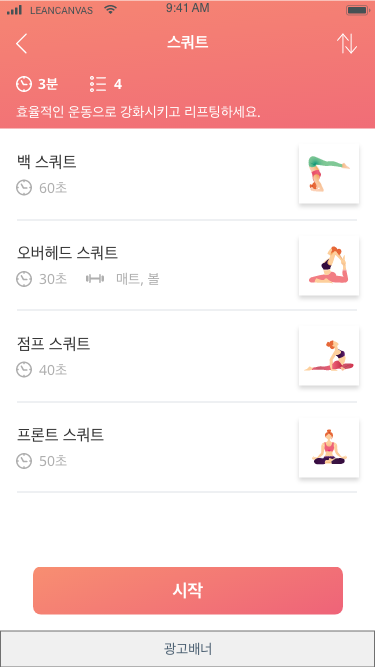 LEANCANVAS 9:41 AM
스쿼트
3분 4
효율적인 운동으로 강화시키고 리프팅하세요.
백 스쿼트
60초
오버헤드 스쿼트
30초 매트, 볼
점프 스쿼트
40초
프론트 스쿼트
50초
시작
광고배너